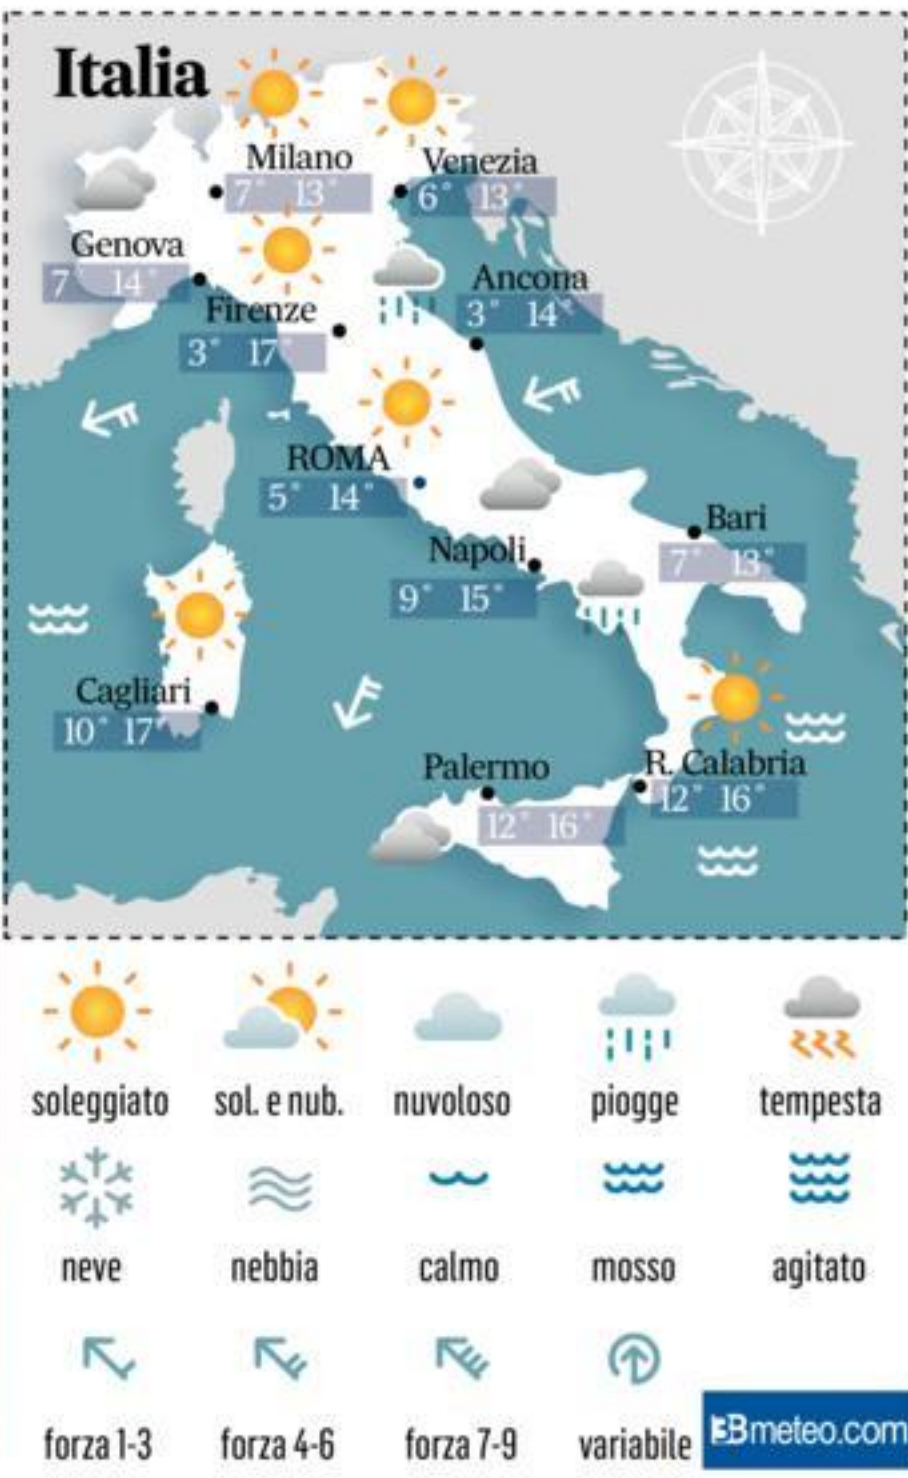 Italia
Milano
7° 13°
Venezia
6° 13°
Genova
7 14°
Firenze
3° 17°
Ancona
3° 14°
ROMA
5° 14°
Napoli
9° 15°
Bari
7° 13°
Cagliari
10° 17°
Palermo
12° 16°
R. Calabria
12° 16°
soleggiato sol. e nub. nuvoloso piogge tempesta
neve nebbia calmo mosso agitato
forza 1-3 forza 4-6 forza 7-9 variabile
3Bmeteo.com